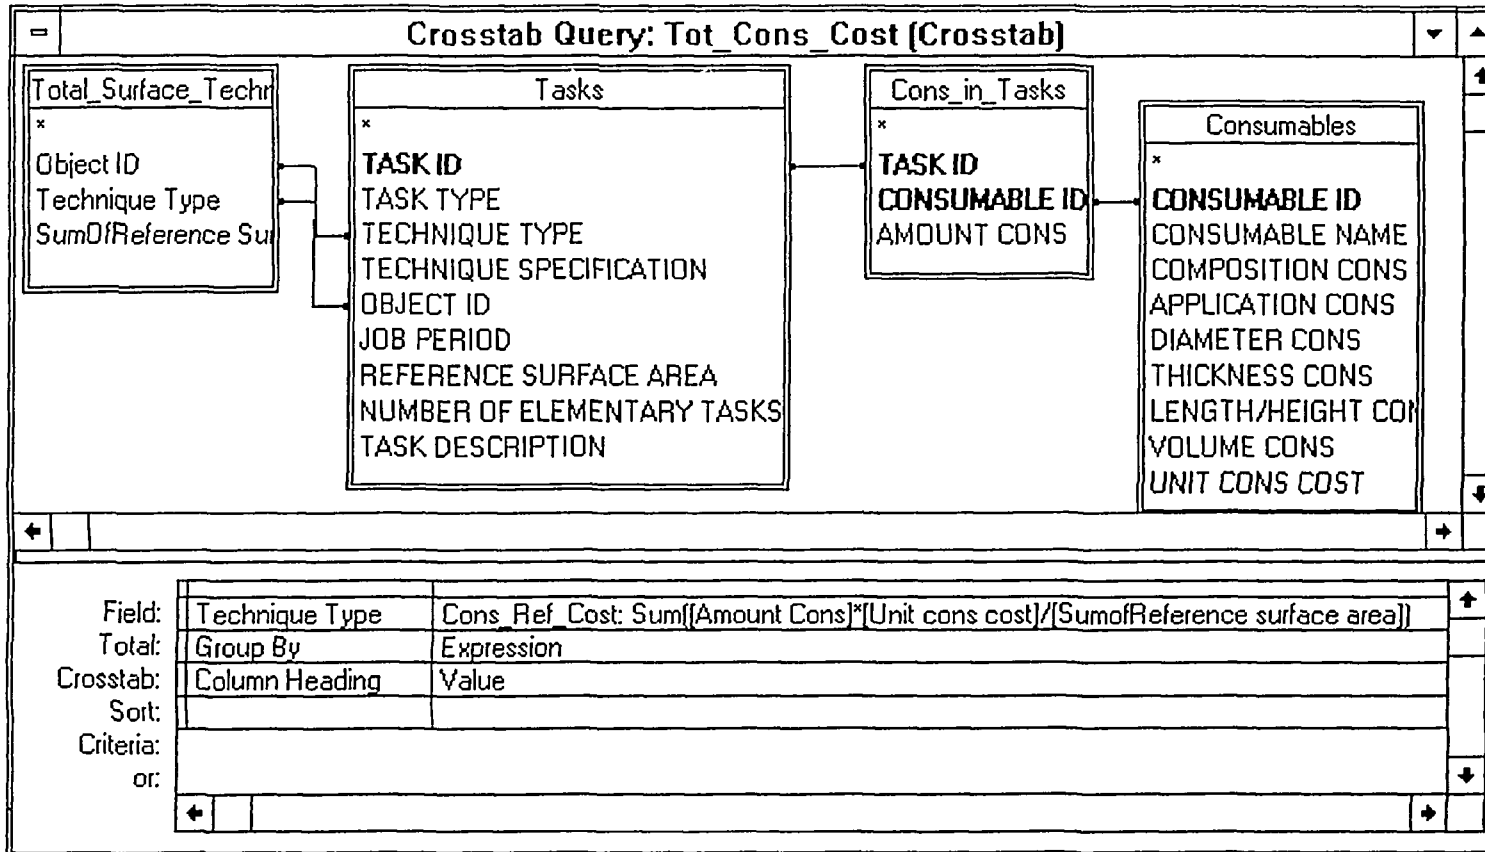 Crosstab Query: Tot_Cons_Cost (Crosstab)
Total_Surface_Techn
*
Object ID
Technique Type
SumOfReference Sur
Tasks
*
TASK ID
TASK TYPE
TECHNIQUE TYPE
TECHNIQUE SPECIFICATION
OBJECT ID
JOB PERIOD
REFERENCE SURFACE AREA
NUMBER OF ELEMENTARY TASKS
TASK DESCRIPTION
Cons_in_Tasks
*
TASK ID
CONSUMABLE ID
AMOUNT CONS
Consumables
*
CONSUMABLE ID
CONSUMABLE NAME
COMPOSITION CONS
APPLICATION CONS
DIAMETER CONS
THICKNESS CONS
LENGTH/HEIGHT CON
VOLUME CONS
UNIT CONS COST
Field: Technique Type Cons_Ref_Cost: Sum([Amount Cons]*[Unit cons cost]/[SumofReference surface area])
Total: Group By Expression
Crosstab: Column Heading Value
Sort:
Criteria:
or: